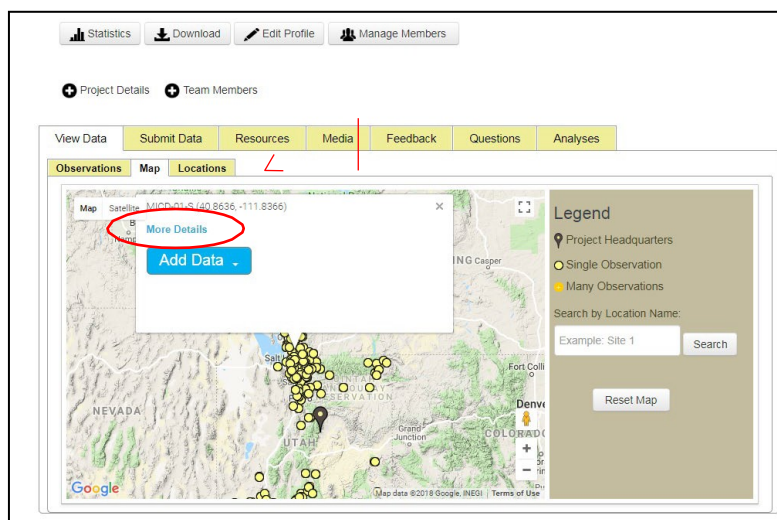 Statistics Download Edit Profile Manage Members
Project Details Team Members
View Data Submit Data Resources Media Feedback Questions Analyses
Observations Map Locations
Map Satellite MICD-01-S (40.8636, -111.8366) ×
More Details
Add Data
ING Casper
Salt
Fort Colli
NEVADA
UTAH
Grand
Junction
COLORADO
Denve
Google
Map data ©2018 Google, INEGI Terms of Use
Legend
Project Headquarters
Single Observation
Many Observations
Search by Location Name:
Example: Site 1 Search
Reset Map